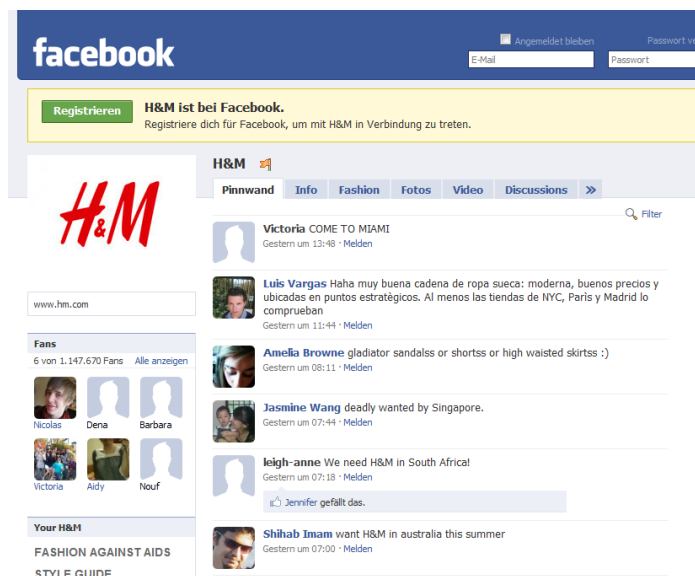 facebook
Angemeldet bleiben
Passwort ve
E-Mail
Passwort
Registrieren
H&M ist bei Facebook.
Registriere dich für Facebook, um mit H&M in Verbindung zu treten.
H&M
www.hm.com
Fans
6 von 1.147.670 Fans Alle anzeigen
Nicolas Dena Barbara
Victoria Aidy Nouf
Your H&M
FASHION AGAINST AIDS
STYLE GUIDE
H&M
Pinnwand Info Fashion Fotos Video Discussions »
Filter
Victoria COME TO MIAMI
Gestern um 13:48 · Melden
Luis Vargas Haha muy buena cadena de ropa sueca: moderna, buenos precios y
ubicadas en puntos estratègicos. Al menos las tiendas de NYC, Parìs y Madrid lo
comprueban
Gestern um 11:44 · Melden
Amelia Browne gladiator sandalss or shortss or high waisted skirtss :)
Gestern um 08:11 · Melden
Jasmine Wang deadly wanted by Singapore.
Gestern um 07:44 · Melden
leigh-anne We need H&M in South Africa!
Gestern um 07:18 · Melden
Jennifer gefällt das.
Shihab Imam want H&M in australia this summer
Gestern um 07:00 · Melden